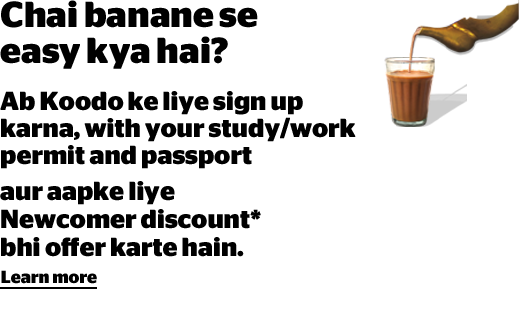 Chai banane se
easy kya hai?
Ab Koodo ke liye sign up
karna, with your study/work
permit and passport
aur aapke liye
Newcomer discount*
bhi offer karte hain.
Learn more